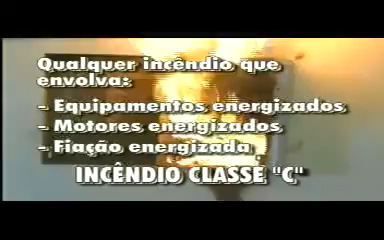 Qualquer incêndio que
envolva:
- Equipamentos energizados
- Motores energizados
- Fiação energizada
INCÊNDIO CLASSE "C"